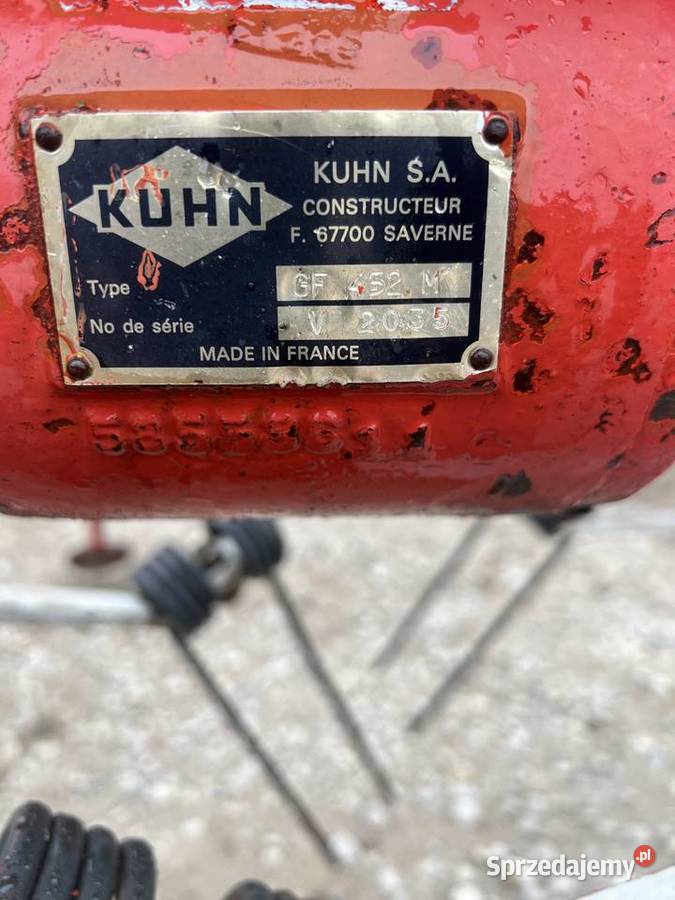 KUHN
KUHN S.A.
CONSTRUCTEUR
F. 67700 SAVERNE
Type GF 452 M
No de série V 2035
MADE IN FRANCE
Sprzedajemy.pl